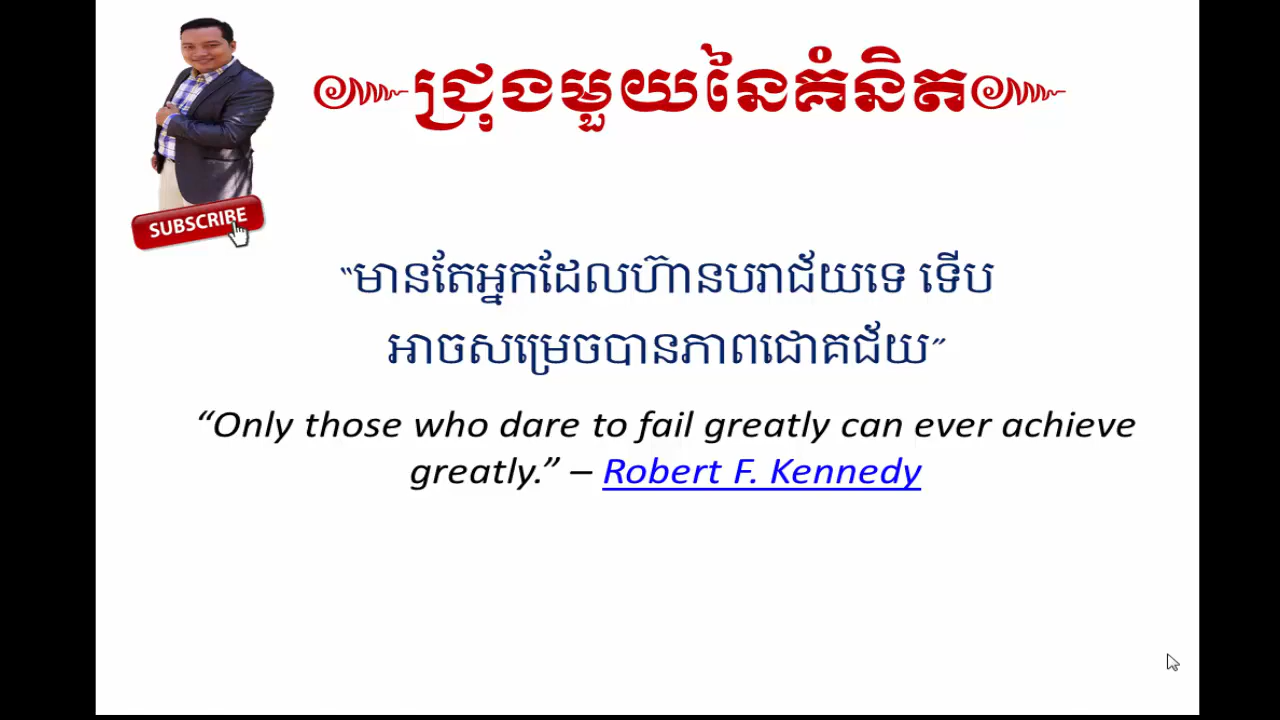 ជ្រុងមួយនៃគំនិត
SUBSCRIBE
“មានតែអ្នកដែលហ៊ានបរាជ័យទេ ទើប
អាចសម្រេចបានភាពជោគជ័យ”
“Only those who dare to fail greatly can ever achieve
greatly.” – Robert F. Kennedy